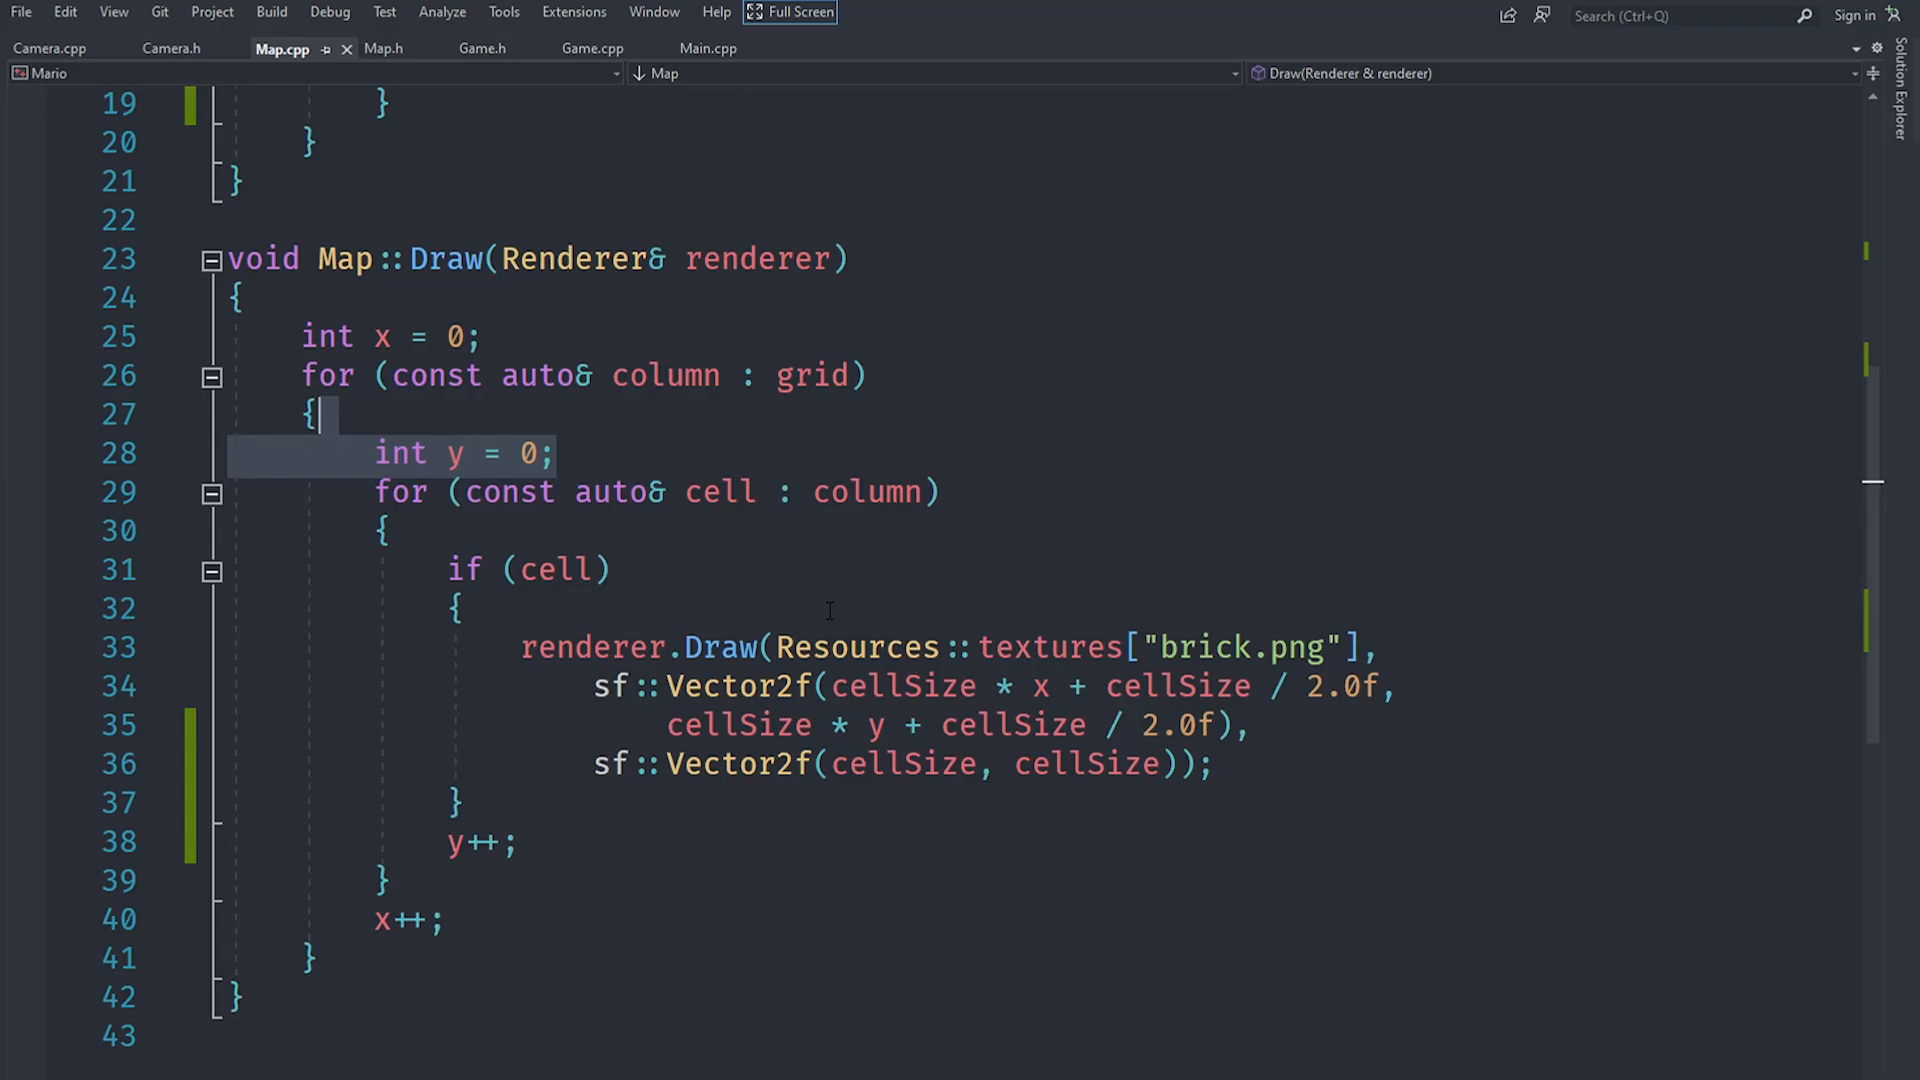 File Edit View Git Project Build Debug Test Analyze Tools Extensions Window Help Full Screen Search (Ctrl+Q) Sign in
Camera.cpp Camera.h Map.cpp Map.h Game.h Game.cpp Main.cpp
Mario Map Draw(Renderer & renderer)
Solution Explorer
19 }
20 }
21 }
22
23 void Map::Draw(Renderer& renderer)
24 {
25 int x = 0;
26 for (const auto& column : grid)
27 {
28 int y = 0;
29 for (const auto& cell : column)
30 {
31 if (cell)
32 {
33 renderer.Draw(Resources::textures["brick.png"],
34 sf::Vector2f(cellSize * x + cellSize / 2.0f,
35 cellSize * y + cellSize / 2.0f),
36 sf::Vector2f(cellSize, cellSize));
37 }
38 y++;
39 }
40 x++;
41 }
42 }
43